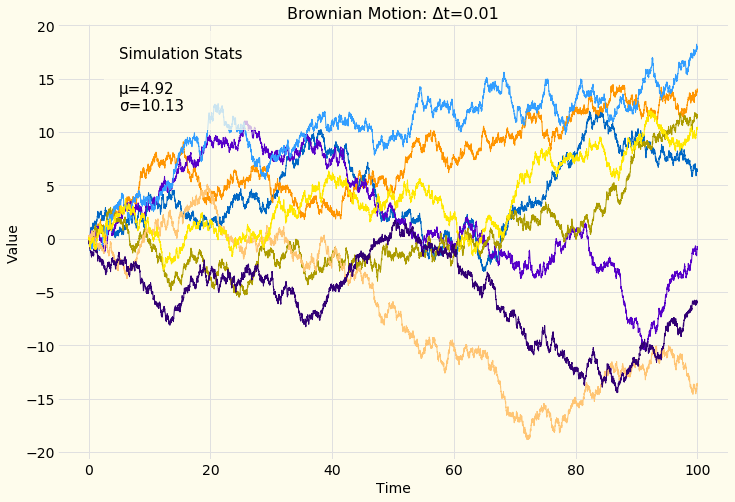 Brownian Motion: Δt=0.01
Simulation Stats
μ=4.92
σ=10.13
Value
20
15
10
5
0
−5
−10
−15
−20
0 20 40 60 80 100
Time